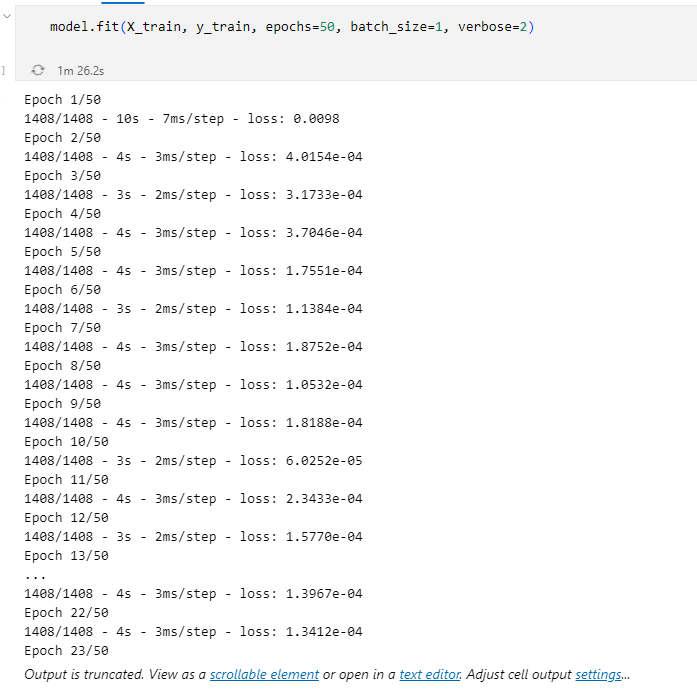 model.fit(X_train, y_train, epochs=50, batch_size=1, verbose=2)
]
1m 26.2s
Epoch 1/50
1408/1408 - 10s - 7ms/step - loss: 0.0098
Epoch 2/50
1408/1408 - 4s - 3ms/step - loss: 4.0154e-04
Epoch 3/50
1408/1408 - 3s - 2ms/step - loss: 3.1733e-04
Epoch 4/50
1408/1408 - 4s - 3ms/step - loss: 3.7046e-04
Epoch 5/50
1408/1408 - 4s - 3ms/step - loss: 1.7551e-04
Epoch 6/50
1408/1408 - 3s - 2ms/step - loss: 1.1384e-04
Epoch 7/50
1408/1408 - 4s - 3ms/step - loss: 1.8752e-04
Epoch 8/50
1408/1408 - 4s - 3ms/step - loss: 1.0532e-04
Epoch 9/50
1408/1408 - 4s - 3ms/step - loss: 1.8188e-04
Epoch 10/50
1408/1408 - 3s - 2ms/step - loss: 6.0252e-05
Epoch 11/50
1408/1408 - 4s - 3ms/step - loss: 2.3433e-04
Epoch 12/50
1408/1408 - 3s - 2ms/step - loss: 1.5770e-04
Epoch 13/50
...
1408/1408 - 4s - 3ms/step - loss: 1.3967e-04
Epoch 22/50
1408/1408 - 4s - 3ms/step - loss: 1.3412e-04
Epoch 23/50
Output is truncated. View as a scrollable element or open in a text editor. Adjust cell output settings...